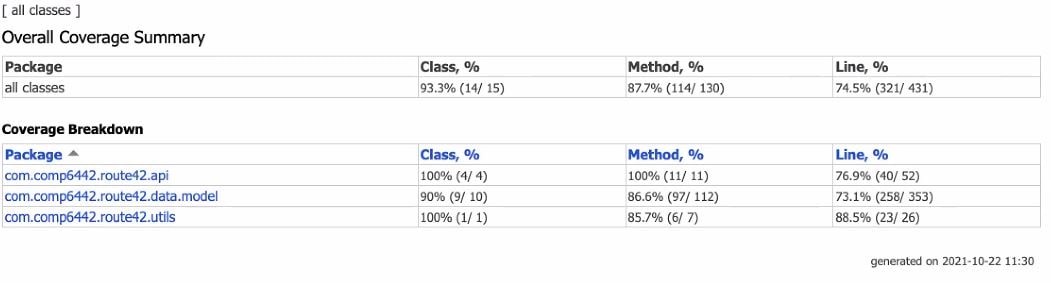 [ all classes ]
Overall Coverage Summary
Package Class, % Method, % Line, %
all classes 93.3% (14/ 15) 87.7% (114/ 130) 74.5% (321/ 431)
Coverage Breakdown
Package Class, % Method, % Line, %
com.comp6442.route42.api 100% (4/ 4) 100% (11/ 11) 76.9% (40/ 52)
com.comp6442.route42.data.model 90% (9/ 10) 86.6% (97/ 112) 73.1% (258/ 353)
com.comp6442.route42.utils 100% (1/ 1) 85.7% (6/ 7) 88.5% (23/ 26)
generated on 2021-10-22 11:30